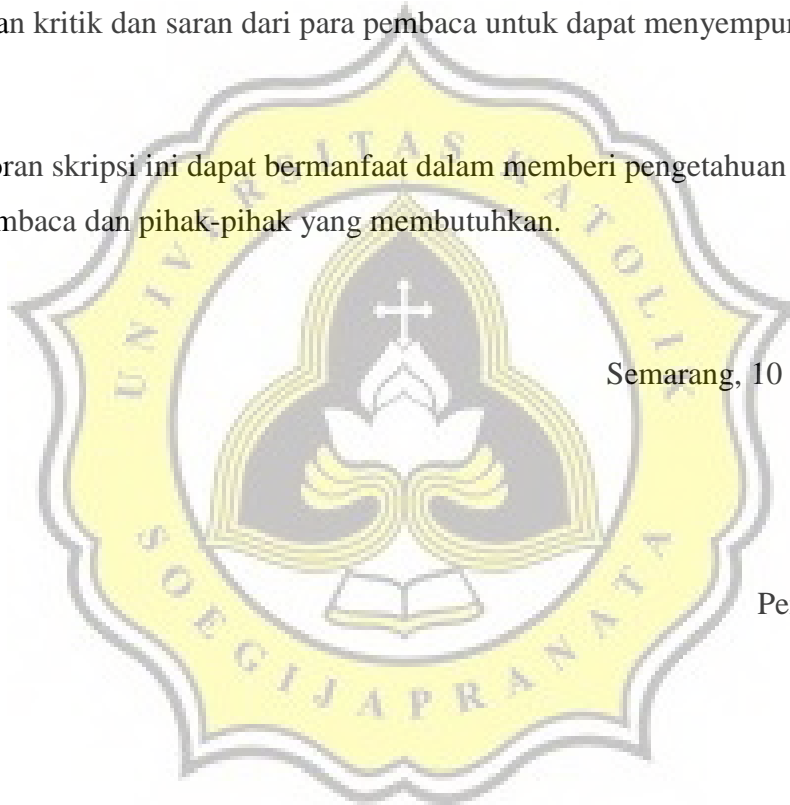 an kritik dan saran dari para pembaca untuk dapat menyempur
oran skripsi ini dapat bermanfaat dalam memberi pengetahuan
mbaca dan pihak-pihak yang membutuhkan.
UNIVERSITAS KATOLIK
Semarang, 10
SOEGIJAPRANATA
Pe